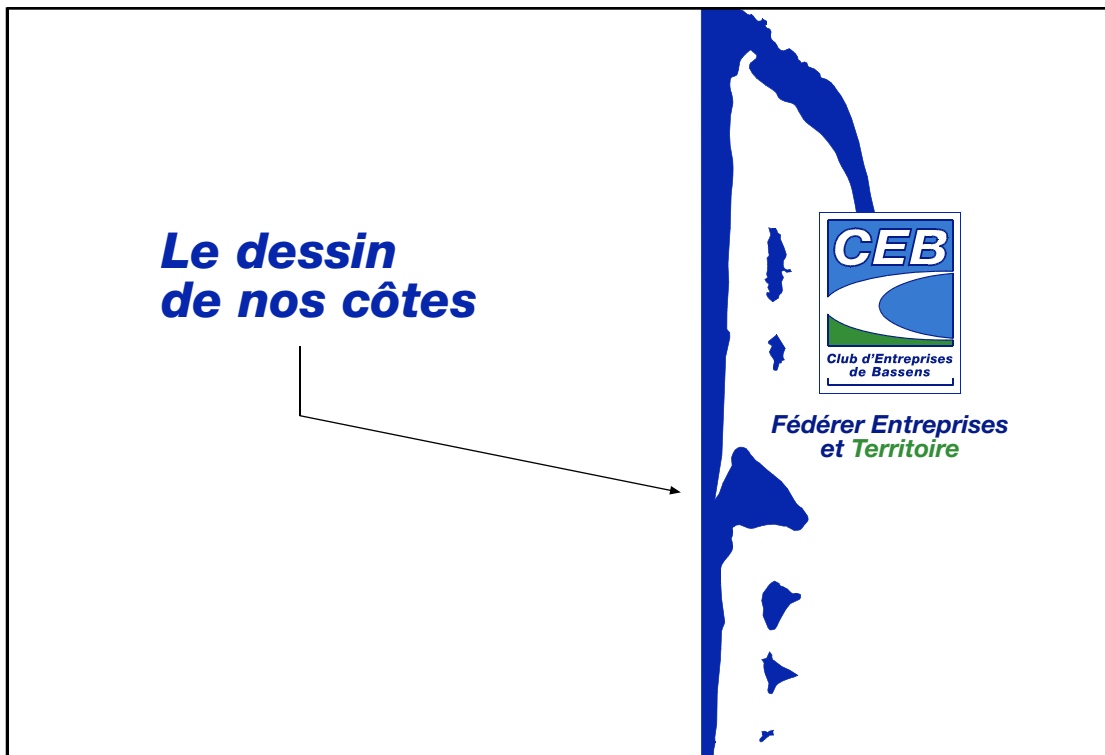 Le dessin
de nos côtes
CEB
Club d'Entreprises
de Bassens
Fédérer Entreprises
et Territoire